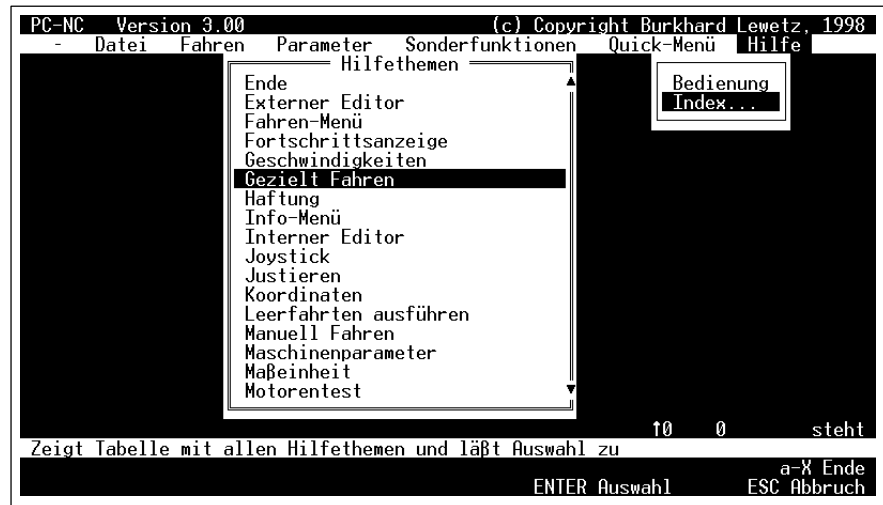 PC-NC Version 3.00 (c) Copyright Burkhard Lewetz, 1998
- Datei Fahren Parameter Sonderfunktionen Quick-Menü Hilfe
Hilfethemen
Ende
Externer Editor
Fahren-Menü
Fortschrittsanzeige
Geschwindigkeiten
Gezielt Fahren
Haftung
Info-Menü
Interner Editor
Joystick
Justieren
Koordinaten
Leerfahrten ausführen
Manuell Fahren
Maschinenparameter
Maßeinheit
Motorentest
Bedienung
Index...
↑0 0 steht
Zeigt Tabelle mit allen Hilfethemen und läßt Auswahl zu
a-X Ende
ENTER Auswahl ESC Abbruch